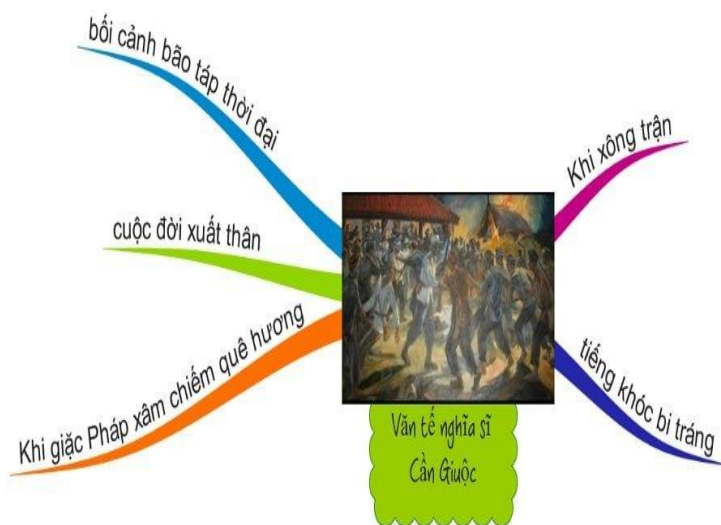 bối cảnh bão táp thời đại
cuộc đời xuất thân
Khi giặc Pháp xâm chiếm quê hương
Khi xông trận
tiếng khóc bi tráng
Văn tế nghĩa sĩ
Cần Giuộc